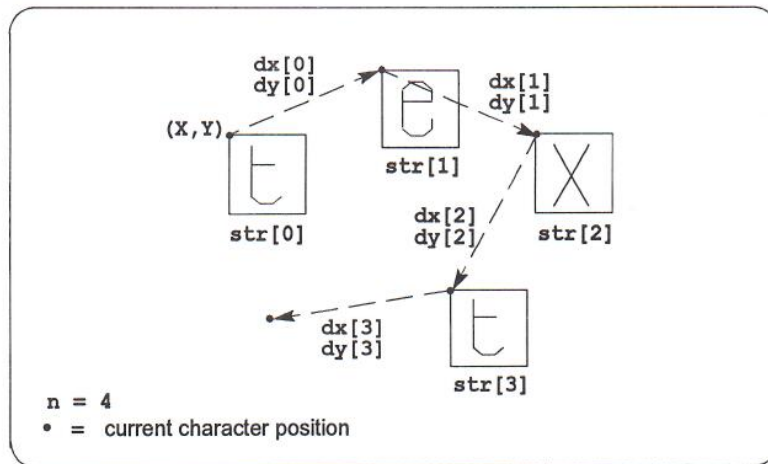 dx[0]
dy[0]
dx[1]
dy[1]
(X,Y)
e
t
X
str[1]
str[0]
dx[2]
dy[2]
str[2]
t
dx[3]
dy[3]
str[3]
n = 4
• = current character position